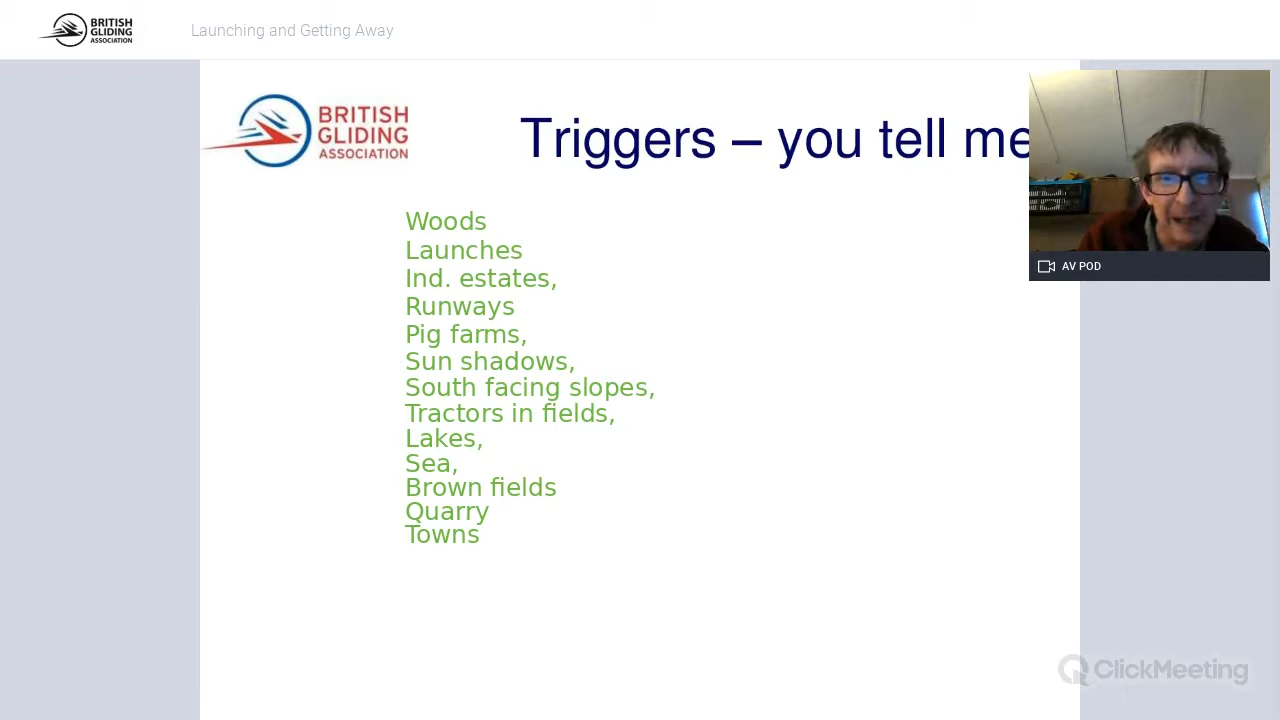 BRITISH
GLIDING
ASSOCIATION
Launching and Getting Away
BRITISH
GLIDING
ASSOCIATION
Triggers – you tell me
AV POD
Woods
Launches
Ind. estates,
Runways
Pig farms,
Sun shadows,
South facing slopes,
Tractors in fields,
Lakes,
Sea,
Brown fields
Quarry
Towns
ClickMeeting